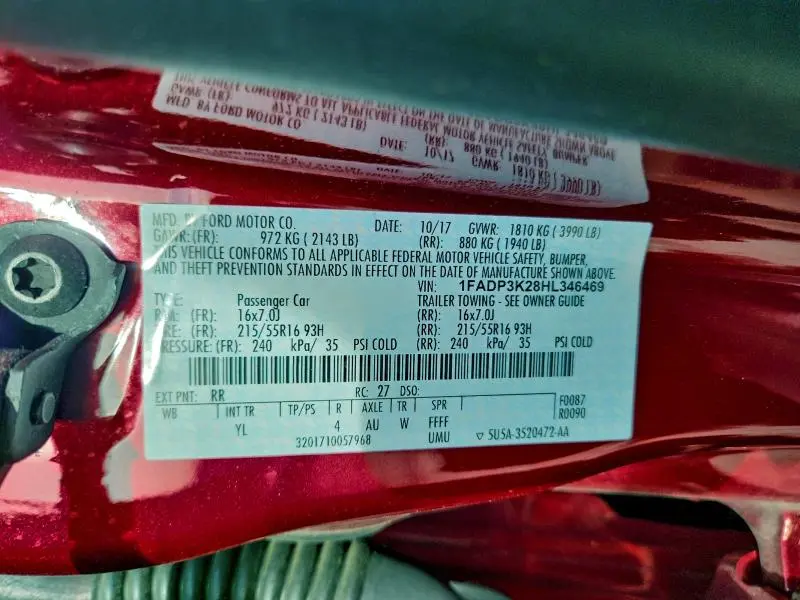 MFD. BY FORD MOTOR CO. DATE: 10/17 GVWR: 1810 KG ( 3990 LB)
GAWR:(FR): 972 KG ( 2143 LB) (RR): 880 KG ( 1940 LB)
THIS VEHICLE CONFORMS TO ALL APPLICABLE FEDERAL MOTOR VEHICLE SAFETY, BUMPER,
AND THEFT PREVENTION STANDARDS IN EFFECT ON THE DATE OF MANUFACTURE SHOWN ABOVE.
VIN: 1FADP3K28HL346469
TYPE: Passenger Car TRAILER TOWING - SEE OWNER GUIDE
RIM: (FR): 16x7.0J (RR): 16x7.0J
TIRE: (FR): 215/55R16 93H (RR): 215/55R16 93H
PRESSURE: (FR): 240 kPa/ 35 PSI COLD (RR): 240 kPa/ 35 PSI COLD
EXT PNT: RR RC: 27 DSO: F0087
WB INT TR TP/PS R AXLE TR SPR R0090
YL 4 AU W FFFF
3201710057968 UMU ▽ 5U5A-3520472-AA